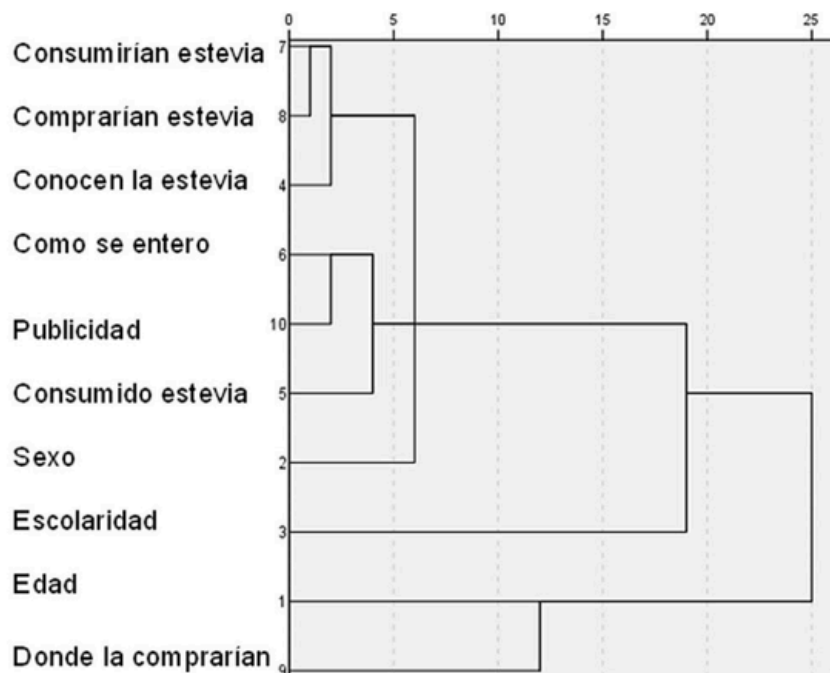 0 5 10 15 20 25
Consumirían estevia 7
Comprarían estevia 8
Conocen la estevia 4
Como se entero 6
Publicidad 10
Consumido estevia 5
Sexo 2
Escolaridad 3
Edad 1
Donde la comprarían 9